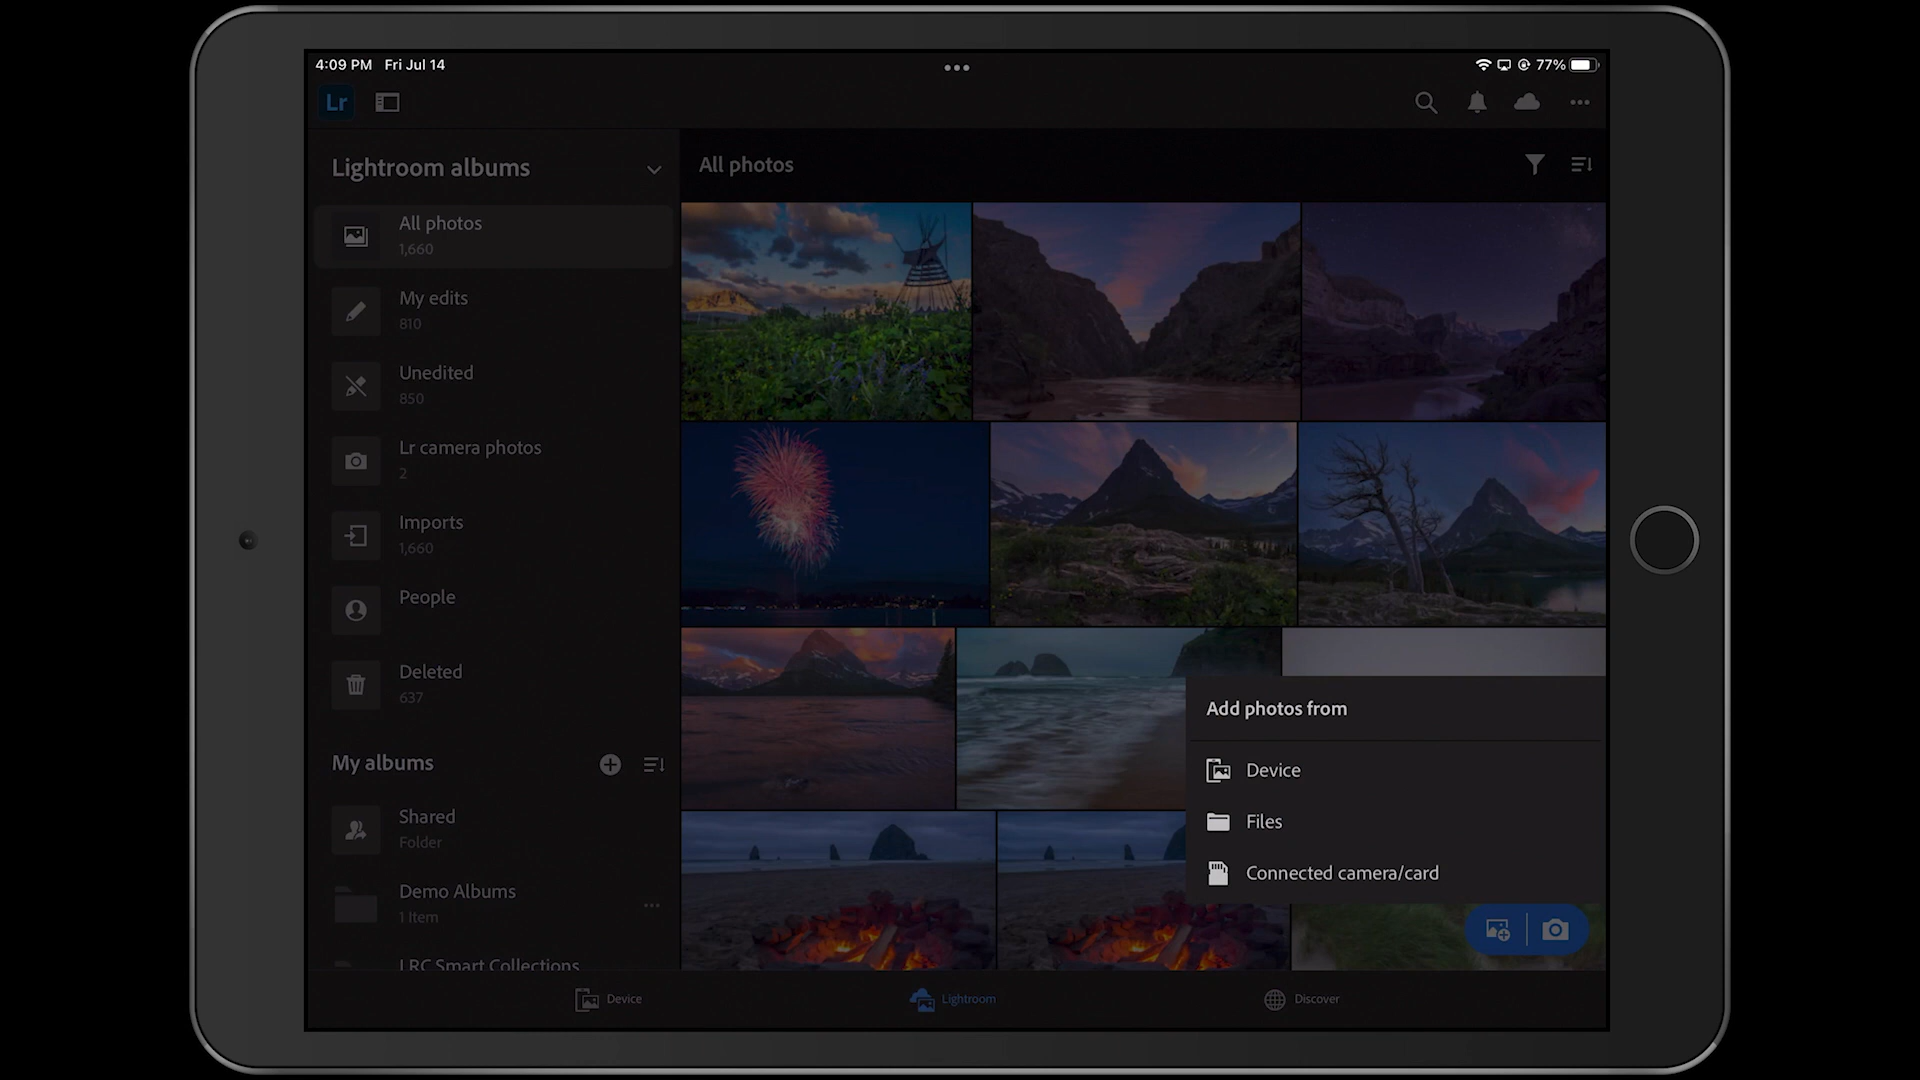 4:09 PM Fri Jul 14
77%
Lr
Lightroom albums
All photos
All photos
1,660
My edits
810
Unedited
850
Lr camera photos
2
Imports
1,660
People
Deleted
637
My albums
Shared
Folder
Demo Albums
1 Item
LRC Smart Collections
Add photos from
Device
Files
Connected camera/card
Device
Lightroom
Discover